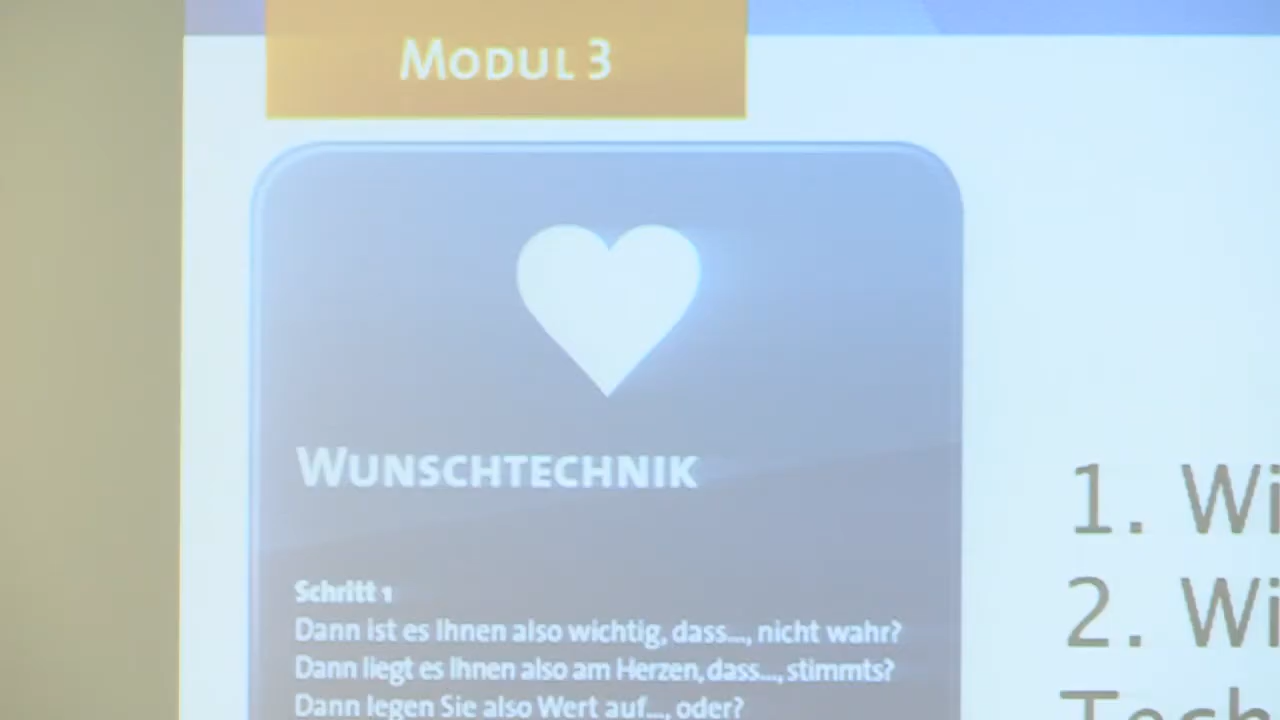 Modul 3
Wunschtechnik
Schritt 1
Dann ist es Ihnen also wichtig, dass..., nicht wahr?
Dann liegt es Ihnen also am Herzen, dass..., stimmts?
Dann legen Sie also Wert auf..., oder?
1. Wi
2. Wi
Tech